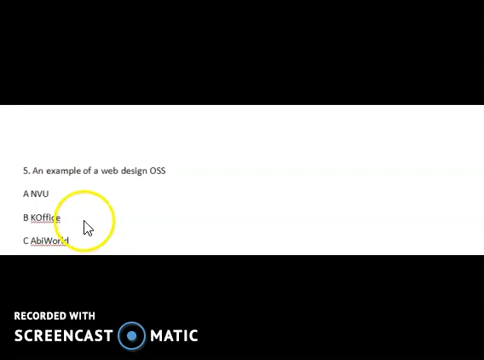 5. An example of a web design OSS
A NVU
B KOffice
C AbiWorld
RECORDED WITH
SCREENCAST MATIC